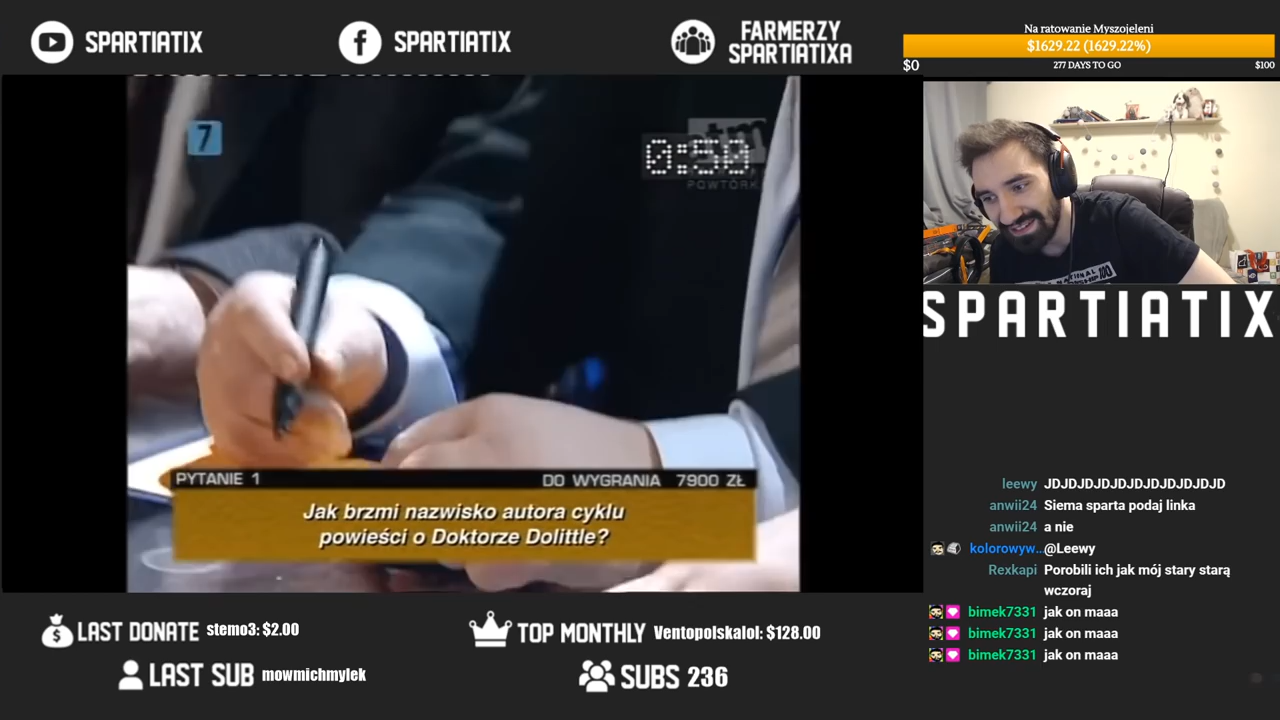 SPARTIATIX
SPARTIATIX
FARMERZY
SPARTIATIXA
Na ratowanie Myszojeleni
$1629.22 (1629.22%)
$0
277 DAYS TO GO
$100
7
0:50
POWTÓRK
PYTANIE 1
DO WYGRANIA 7900 ZŁ
Jak brzmi nazwisko autora cyklu
powieści o Doktorze Dolittle?
SPARTIATIX
leewy JDJDJDJDJDJDJDJDJDJD
anwii24 Siema sparta podaj linka
anwii24 a nie
kolorowyw... @Leewy
Rexkapi Porobili ich jak mój stary starą
wczoraj
bimek7331 jak on maaa
bimek7331 jak on maaa
bimek7331 jak on maaa
LAST DONATE stemo3: $2.00
TOP MONTHLY Ventopolskalol: $128.00
LAST SUB mowmichmylek
SUBS 236